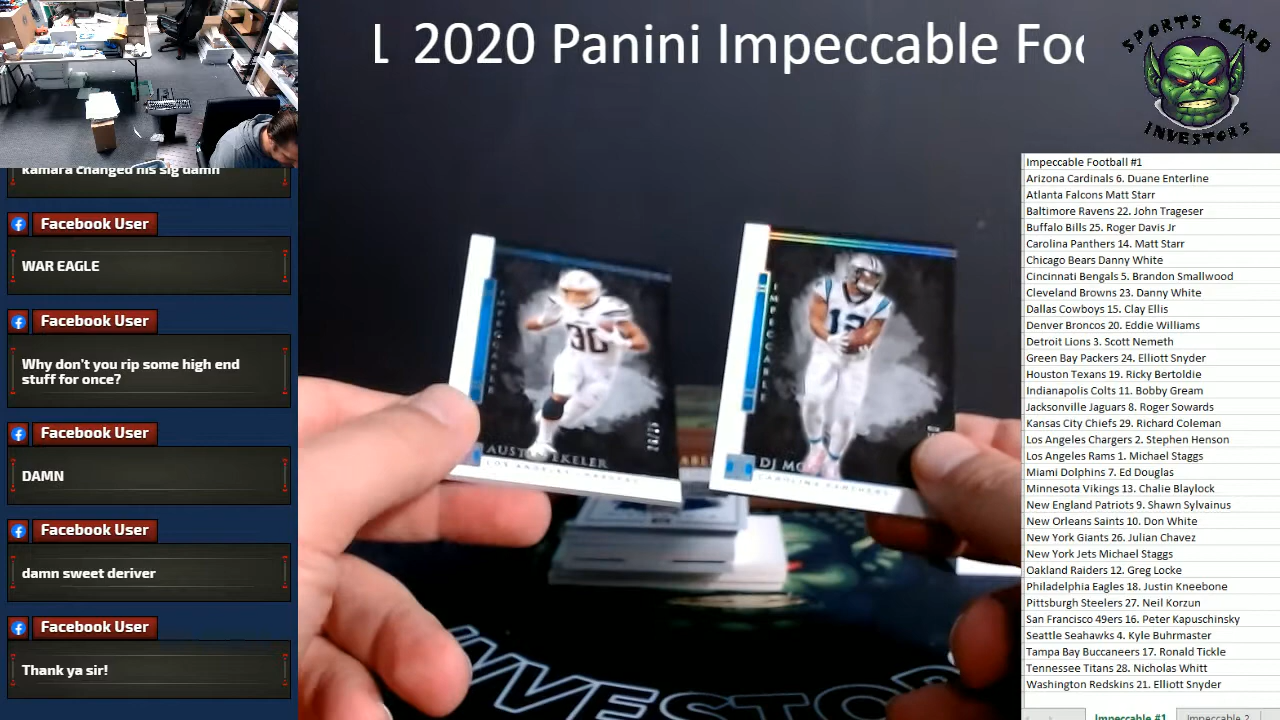 L 2020 Panini Impeccable Foo
SPORTS CARD
INVESTORS
kamara changed his sig damn
Facebook User
WAR EAGLE
Facebook User
Why don't you rip some high end
stuff for once?
Facebook User
DAMN
Facebook User
damn sweet deriver
Facebook User
Thank ya sir!
IMPECCABLE
30
AUSTIN EKELER
LOS ANGELES CHARGERS
IMPECCABLE
12
DJ MO
CAROLINA PANTHERS
INVESTOR
Impeccable Football #1
Arizona Cardinals 6. Duane Enterline
Atlanta Falcons Matt Starr
Baltimore Ravens 22. John Trageser
Buffalo Bills 25. Roger Davis Jr
Carolina Panthers 14. Matt Starr
Chicago Bears Danny White
Cincinnati Bengals 5. Brandon Smallwood
Cleveland Browns 23. Danny White
Dallas Cowboys 15. Clay Ellis
Denver Broncos 20. Eddie Williams
Detroit Lions 3. Scott Nemeth
Green Bay Packers 24. Elliott Snyder
Houston Texans 19. Ricky Bertoldie
Indianapolis Colts 11. Bobby Gream
Jacksonville Jaguars 8. Roger Sowards
Kansas City Chiefs 29. Richard Coleman
Los Angeles Chargers 2. Stephen Henson
Los Angeles Rams 1. Michael Staggs
Miami Dolphins 7. Ed Douglas
Minnesota Vikings 13. Chalie Blaylock
New England Patriots 9. Shawn Sylvainus
New Orleans Saints 10. Don White
New York Giants 26. Julian Chavez
New York Jets Michael Staggs
Oakland Raiders 12. Greg Locke
Philadelphia Eagles 18. Justin Kneebone
Pittsburgh Steelers 27. Neil Korzun
San Francisco 49ers 16. Peter Kapuschinsky
Seattle Seahawks 4. Kyle Buhrmaster
Tampa Bay Buccaneers 17. Ronald Tickle
Tennessee Titans 28. Nicholas Whitt
Washington Redskins 21. Elliott Snyder
Impeccable #1 Impeccable 2